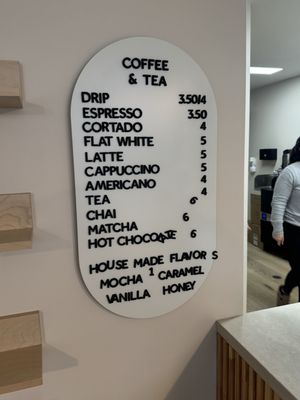 COFFEE
& TEA
DRIP 3.50/4
ESPRESSO 3.50
CORTADO 4
FLAT WHITE 5
LATTE 5
CAPPUCCINO 5
AMERICANO 4
TEA 4
CHAI 6
MATCHA 6
HOT CHOCOLATE 6
HOUSE MADE FLAVORS
MOCHA 1 CARAMEL
VANILLA HONEY